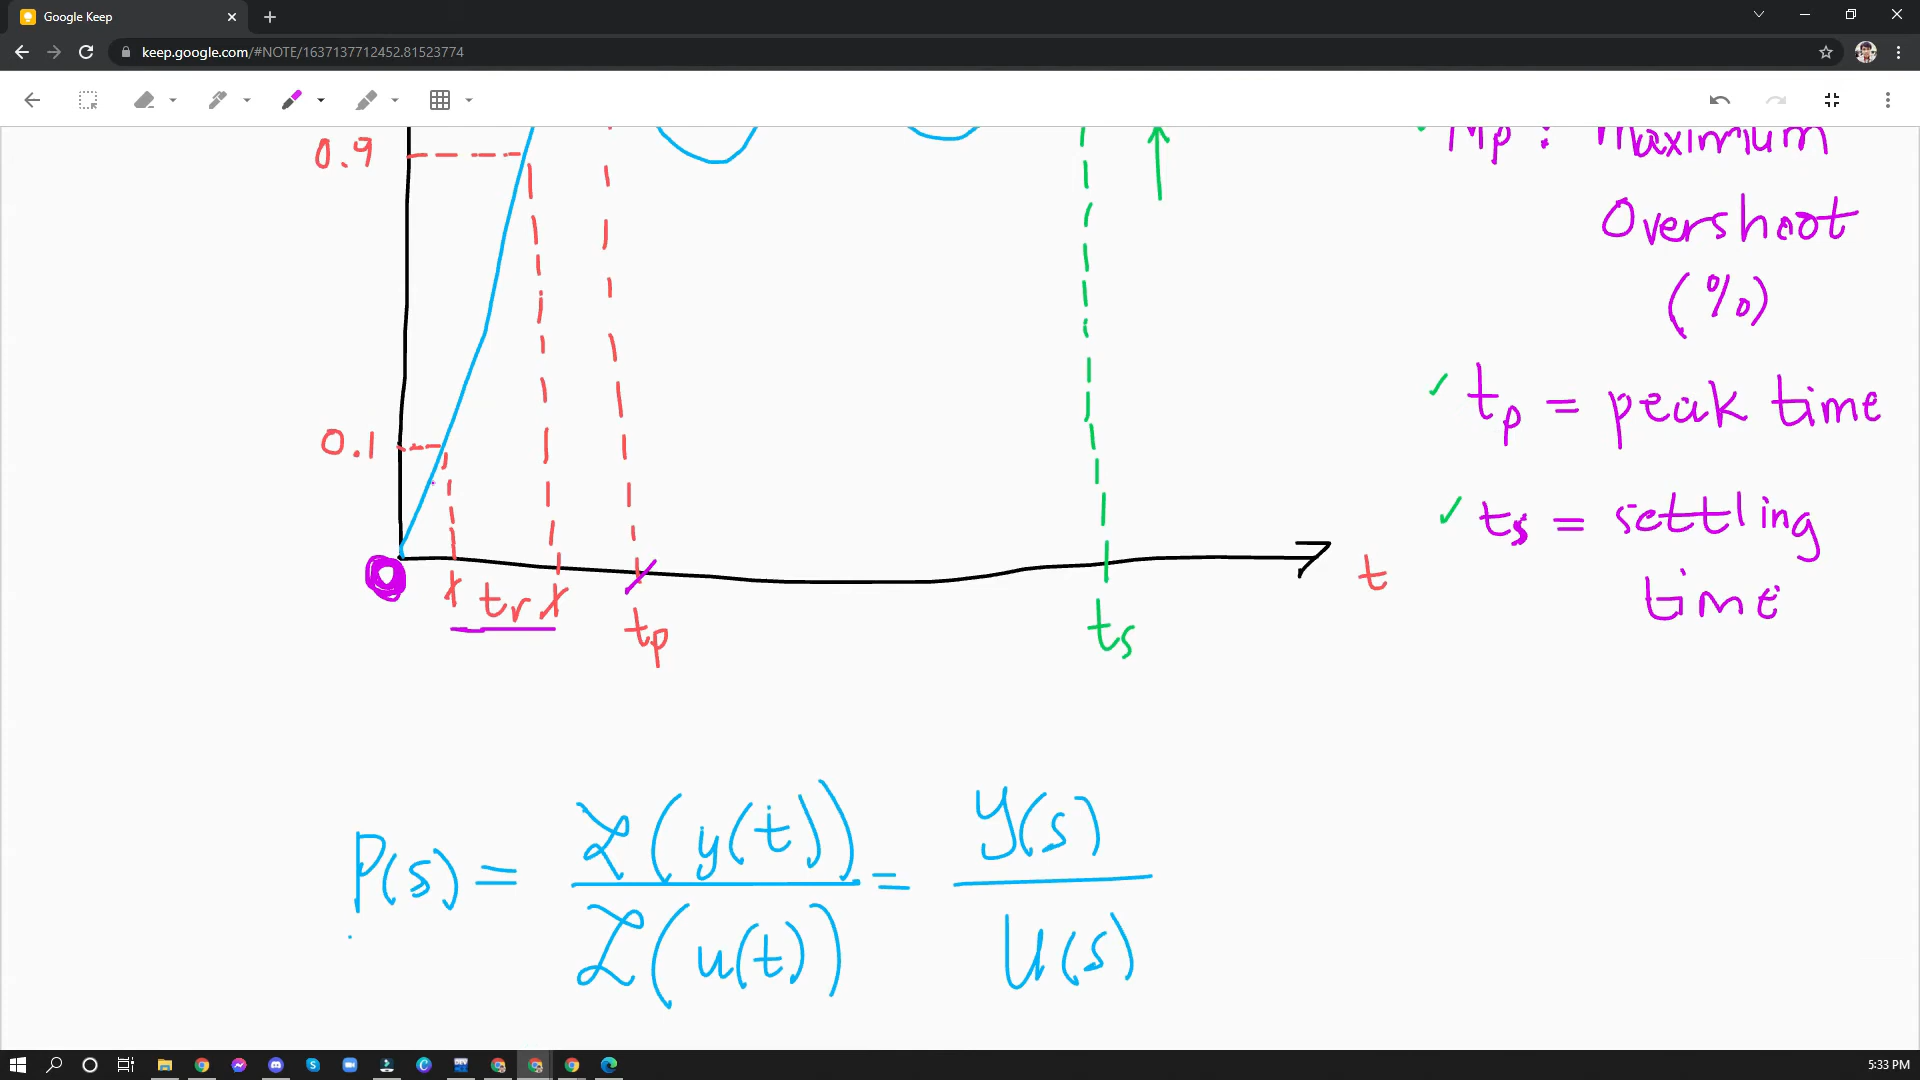 Google Keep
keep.google.com/#NOTE/1637137712452.81523774
Mp : Maximum
Overshoot
(%)
tp = peak time
ts = settling
time
0.9
0.1
tr
tp
ts
t
P(s) = ℒ(y(t)) / ℒ(u(t)) = Y(s) / U(s)
5:33 PM